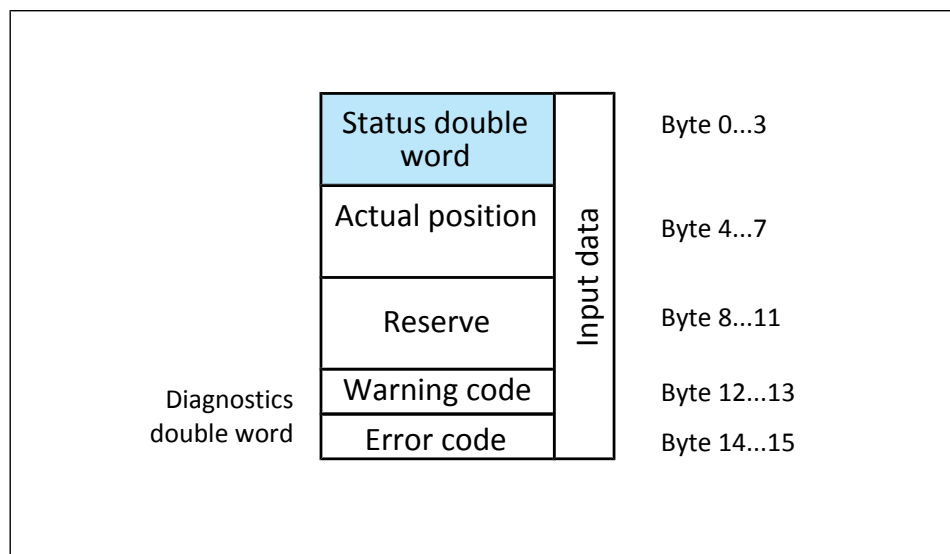 Status double
word
Byte 0...3
Actual position
Byte 4...7
Input data
Reserve
Byte 8...11
Diagnostics
double word
Warning code
Byte 12...13
Error code
Byte 14...15